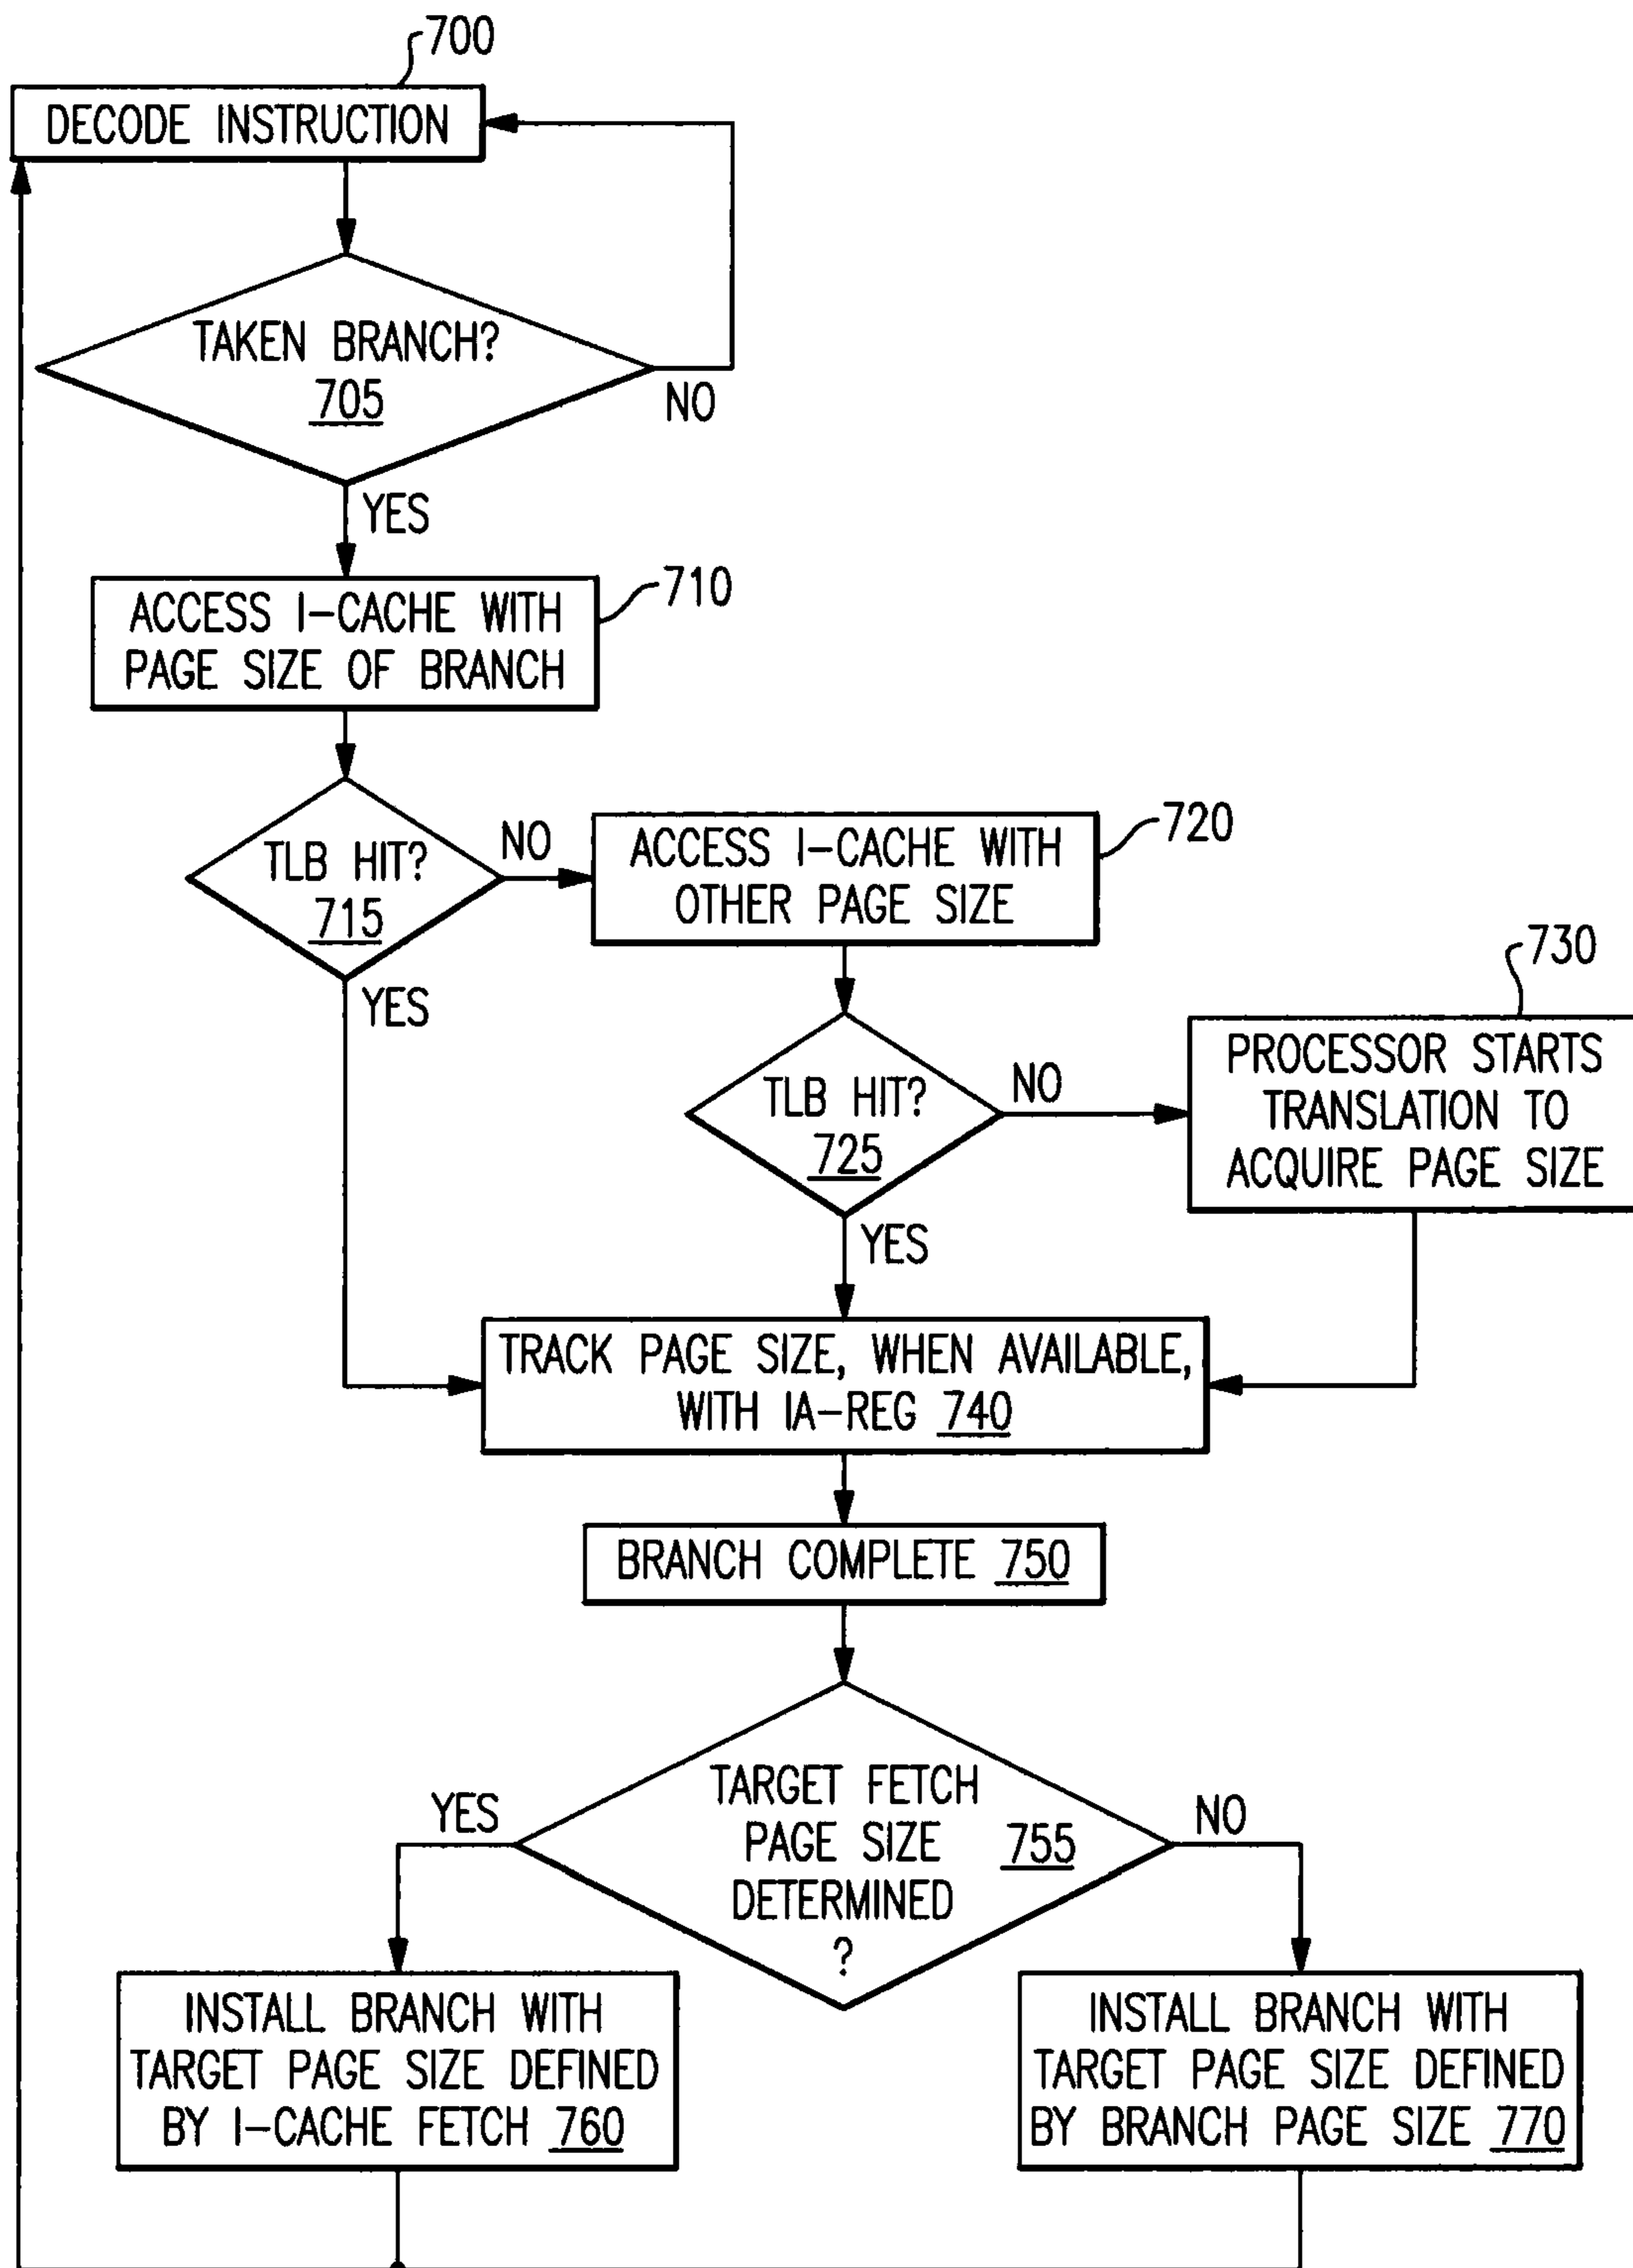 700
DECODE INSTRUCTION
TAKEN BRANCH?
705
NO
YES
710
ACCESS I-CACHE WITH
PAGE SIZE OF BRANCH
TLB HIT?
715
NO
YES
720
ACCESS I-CACHE WITH
OTHER PAGE SIZE
TLB HIT?
725
NO
YES
730
PROCESSOR STARTS
TRANSLATION TO
ACQUIRE PAGE SIZE
TRACK PAGE SIZE, WHEN AVAILABLE,
WITH IA-REG 740
BRANCH COMPLETE 750
TARGET FETCH
PAGE SIZE 755
DETERMINED
?
YES
NO
INSTALL BRANCH WITH
TARGET PAGE SIZE DEFINED
BY I-CACHE FETCH 760
INSTALL BRANCH WITH
TARGET PAGE SIZE DEFINED
BY BRANCH PAGE SIZE 770